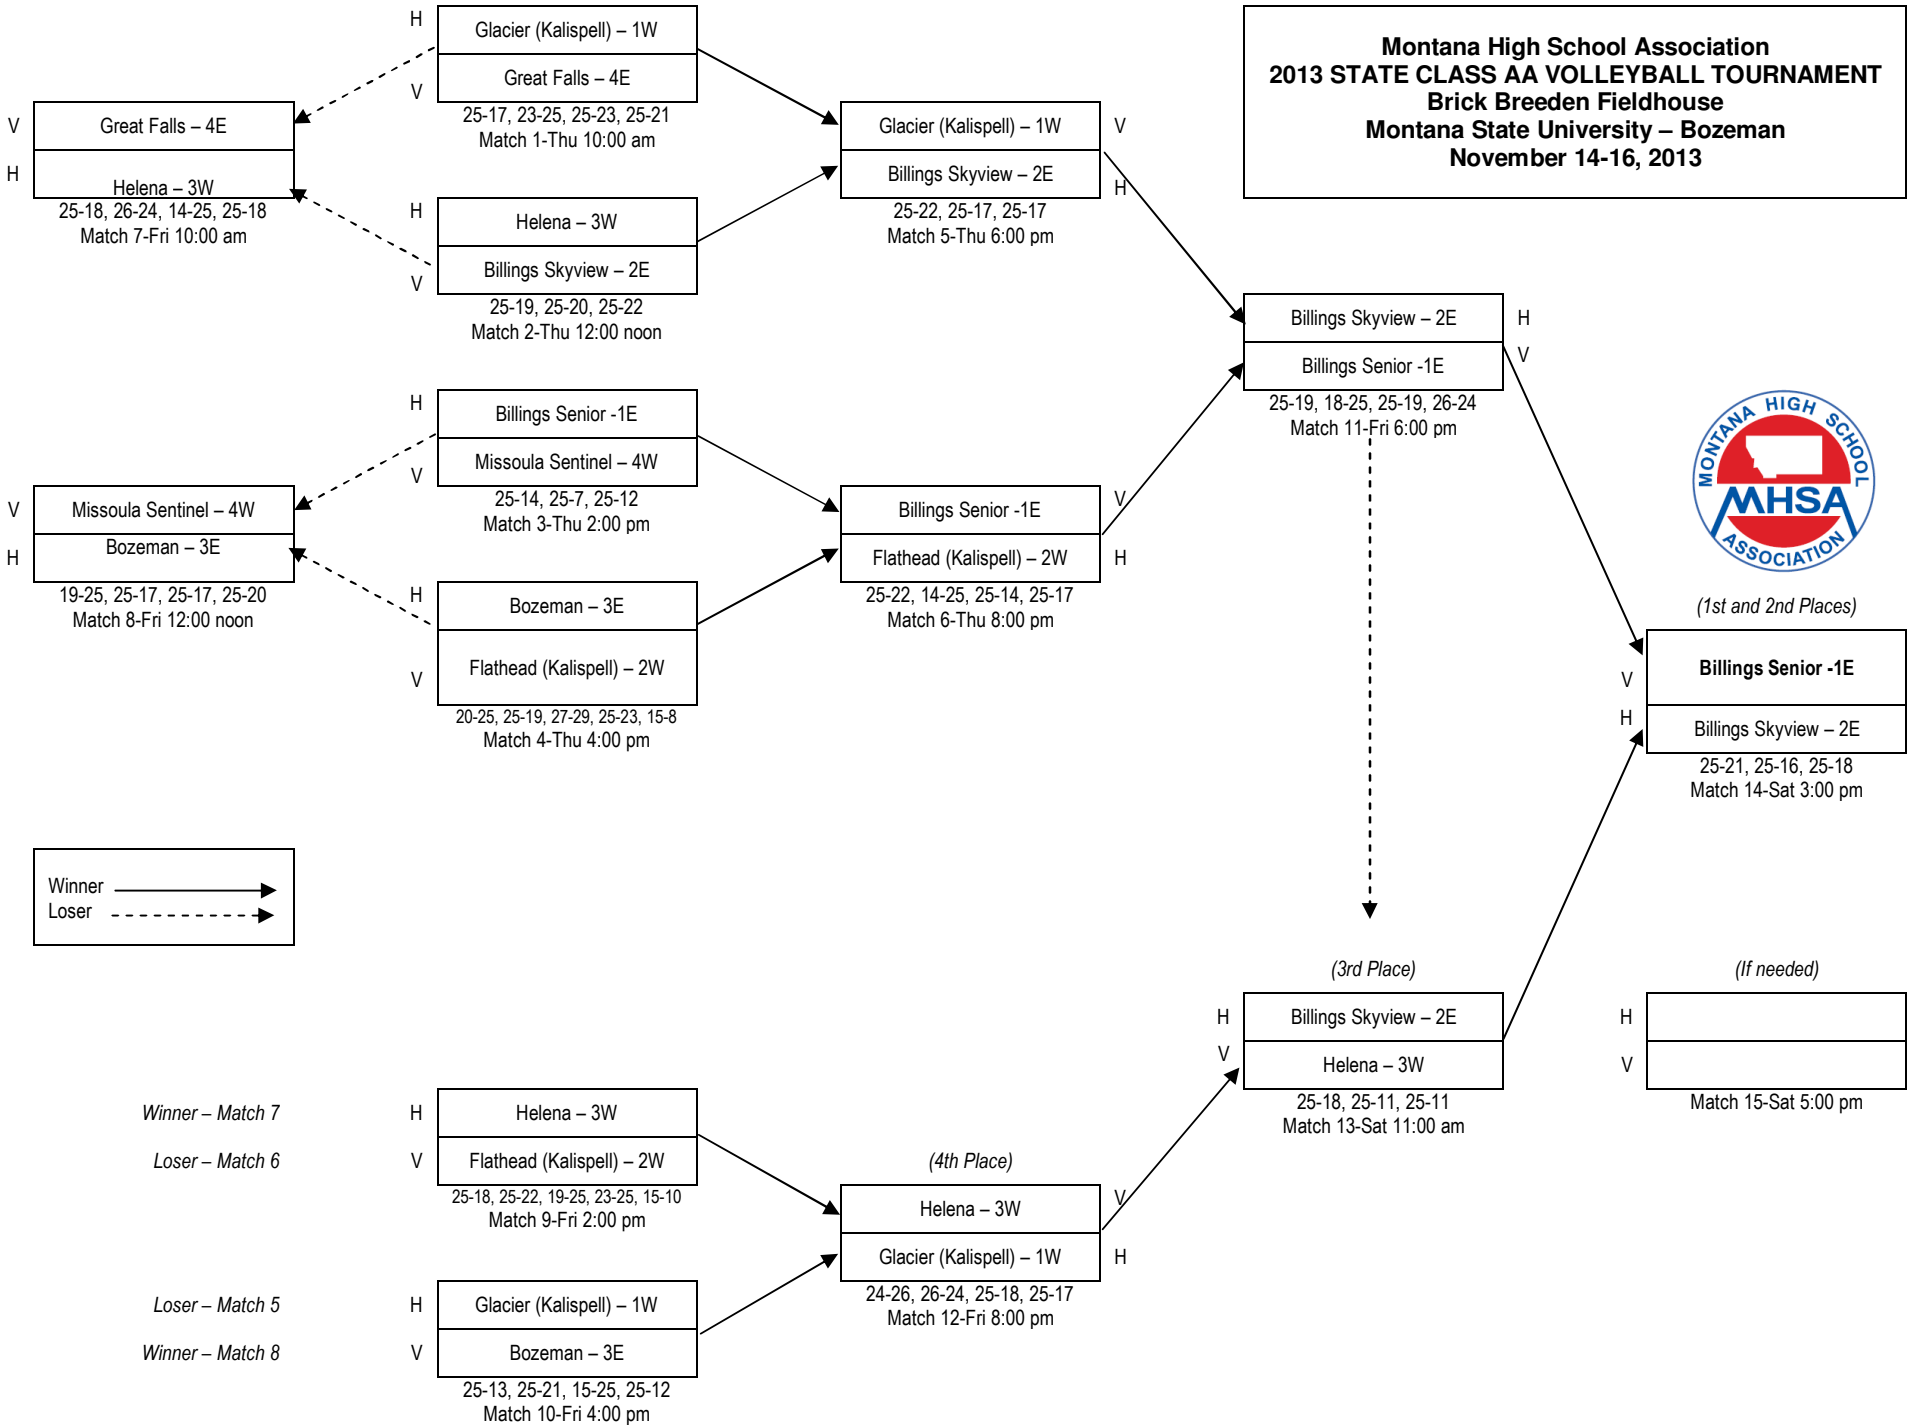 Montana High School Association
2013 STATE CLASS AA VOLLEYBALL TOURNAMENT
Brick Breeden Fieldhouse
Montana State University – Bozeman
November 14-16, 2013
H
Glacier (Kalispell) – 1W
V
Great Falls – 4E
25-17, 23-25, 25-23, 25-21
Match 1-Thu 10:00 am
V
Great Falls – 4E
H
Helena – 3W
25-18, 26-24, 14-25, 25-18
Match 7-Fri 10:00 am
H
Helena – 3W
V
Billings Skyview – 2E
25-19, 25-20, 25-22
Match 2-Thu 12:00 noon
Glacier (Kalispell) – 1W
V
Billings Skyview – 2E
H
25-22, 25-17, 25-17
Match 5-Thu 6:00 pm
Billings Skyview – 2E
H
Billings Senior -1E
V
25-19, 18-25, 25-19, 26-24
Match 11-Fri 6:00 pm
H
Billings Senior -1E
V
Missoula Sentinel – 4W
25-14, 25-7, 25-12
Match 3-Thu 2:00 pm
V
Missoula Sentinel – 4W
H
Bozeman – 3E
19-25, 25-17, 25-17, 25-20
Match 8-Fri 12:00 noon
H
Bozeman – 3E
V
Flathead (Kalispell) – 2W
20-25, 25-19, 27-29, 25-23, 15-8
Match 4-Thu 4:00 pm
Billings Senior -1E
V
Flathead (Kalispell) – 2W
H
25-22, 14-25, 25-14, 25-17
Match 6-Thu 8:00 pm
MONTANA HIGH SCHOOL
MHSA
ASSOCIATION
(1st and 2nd Places)
V
Billings Senior -1E
H
Billings Skyview – 2E
25-21, 25-16, 25-18
Match 14-Sat 3:00 pm
Winner
Loser
(3rd Place)
H
Billings Skyview – 2E
V
Helena – 3W
25-18, 25-11, 25-11
Match 13-Sat 11:00 am
(If needed)
H
V
Match 15-Sat 5:00 pm
Winner – Match 7
H
Helena – 3W
Loser – Match 6
V
Flathead (Kalispell) – 2W
25-18, 25-22, 19-25, 23-25, 15-10
Match 9-Fri 2:00 pm
(4th Place)
Helena – 3W
V
Glacier (Kalispell) – 1W
H
24-26, 26-24, 25-18, 25-17
Match 12-Fri 8:00 pm
Loser – Match 5
H
Glacier (Kalispell) – 1W
Winner – Match 8
V
Bozeman – 3E
25-13, 25-21, 15-25, 25-12
Match 10-Fri 4:00 pm